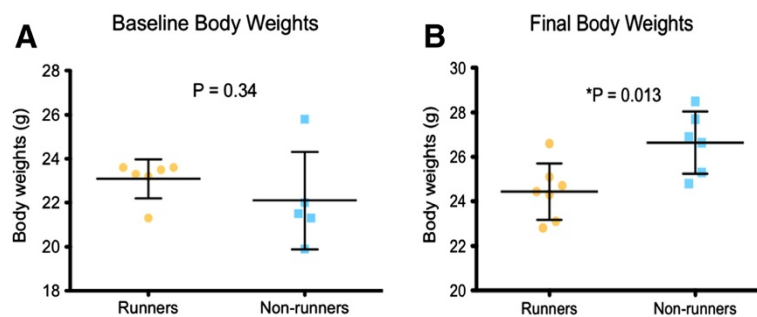 A
Baseline Body Weights
P = 0.34
Body weights (g)
28
26
24
22
20
18
Runners
Non-runners
B
Final Body Weights
*P = 0.013
Body weights (g)
30
28
26
24
22
20
Runners
Non-runners